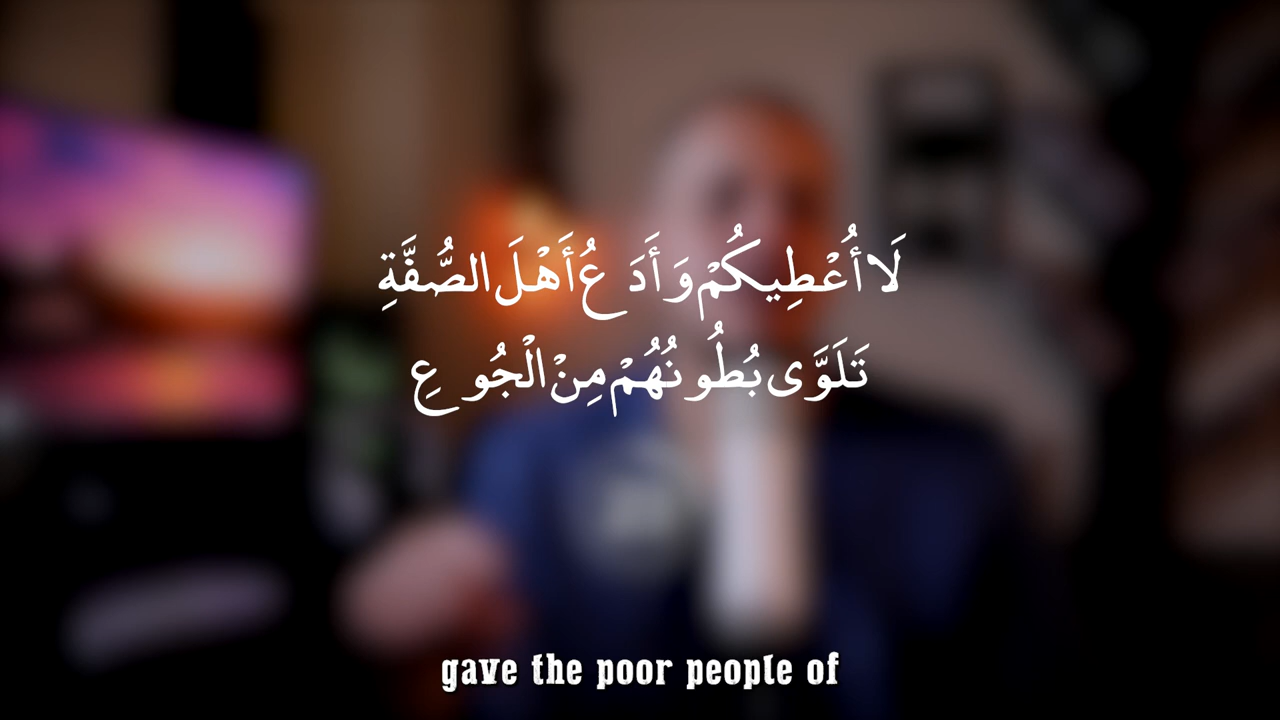 لَا أُعْطِيكُمْ وَأَدَعُ أَهْلَ الصُّفَّةِ
تَلَوَّى بُطُونُهُمْ مِنْ الْجُوعِ
gave the poor people of